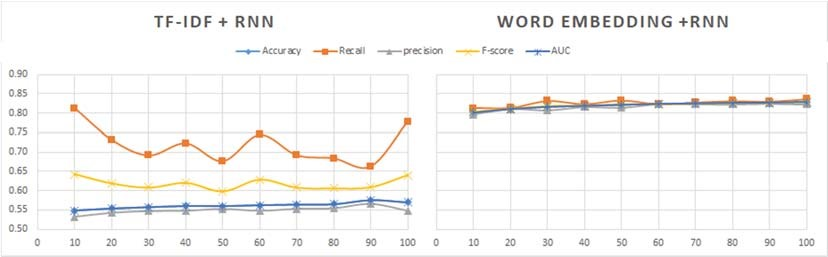 TF-IDF + RNN
WORD EMBEDDING +RNN
Accuracy Recall precision F-score AUC
0.90
0.85
0.80
0.75
0.70
0.65
0.60
0.55
0.50
0 10 20 30 40 50 60 70 80 90 100
0 10 20 30 40 50 60 70 80 90 100